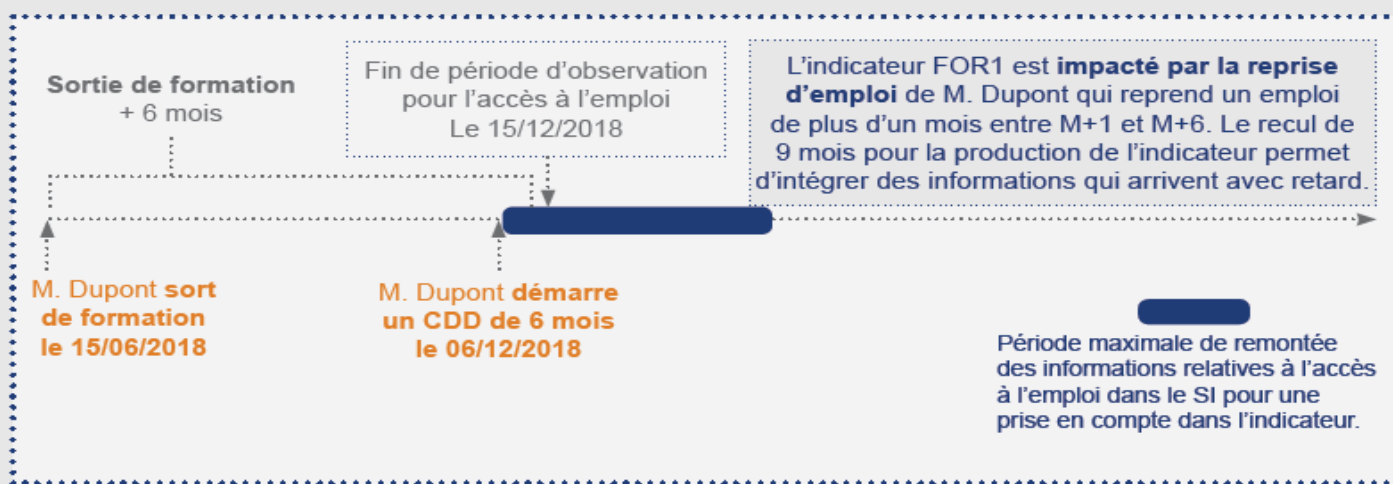 Sortie de formation
+ 6 mois
Fin de période d'observation
pour l'accès à l'emploi
Le 15/12/2018
L'indicateur FOR1 est impacté par la reprise
d'emploi de M. Dupont qui reprend un emploi
de plus d'un mois entre M+1 et M+6. Le recul de
9 mois pour la production de l'indicateur permet
d'intégrer des informations qui arrivent avec retard.
M. Dupont sort
de formation
le 15/06/2018
M. Dupont démarre
un CDD de 6 mois
le 06/12/2018
Période maximale de remontée
des informations relatives à l'accès
à l'emploi dans le SI pour une
prise en compte dans l'indicateur.